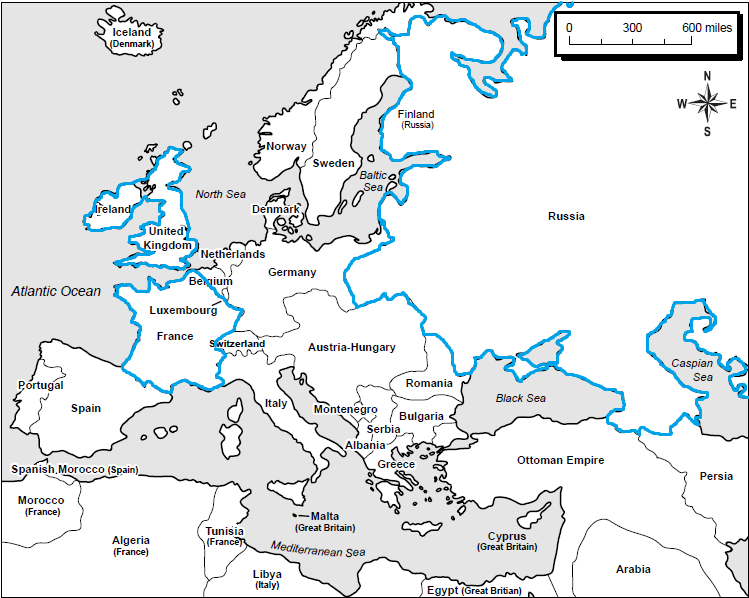 Iceland
(Denmark)
0 300 600 miles
N
W E
S
Finland
(Russia)
Norway
Sweden
Baltic
Sea
North Sea
Ireland
Denmark
Russia
United
Kingdom
Netherlands
Belgium
Germany
Atlantic Ocean
Luxembourg
France
Switzerland
Austria-Hungary
Caspian
Sea
Portugal
Romania
Black Sea
Spain
Italy
Montenegro
Bulgaria
Serbia
Albania
Greece
Ottoman Empire
Spanish Morocco (Spain)
Persia
Morocco
(France)
Malta
(Great Britain)
Algeria
(France)
Tunisia
(France)
Cyprus
(Great Britain)
Mediterranean Sea
Libya
(Italy)
Arabia
Egypt (Great Britian)